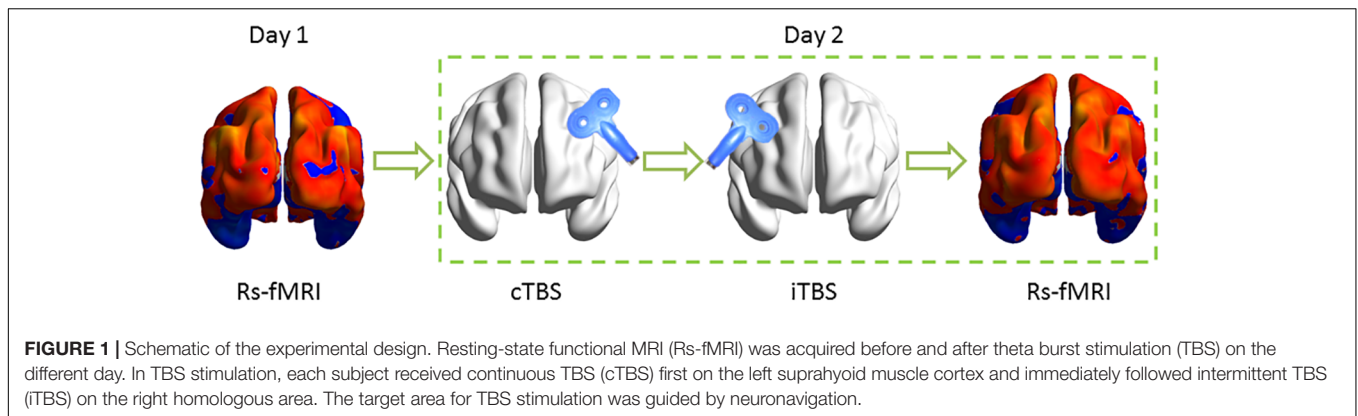 Day 1 Day 2
Rs-fMRI cTBS iTBS Rs-fMRI
FIGURE 1 | Schematic of the experimental design. Resting-state functional MRI (Rs-fMRI) was acquired before and after theta burst stimulation (TBS) on the
different day. In TBS stimulation, each subject received continuous TBS (cTBS) first on the left suprahyoid muscle cortex and immediately followed intermittent TBS
(iTBS) on the right homologous area. The target area for TBS stimulation was guided by neuronavigation.